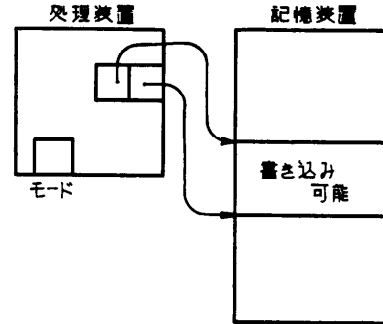 処理装置
記憶装置
書き込み
可能
モード